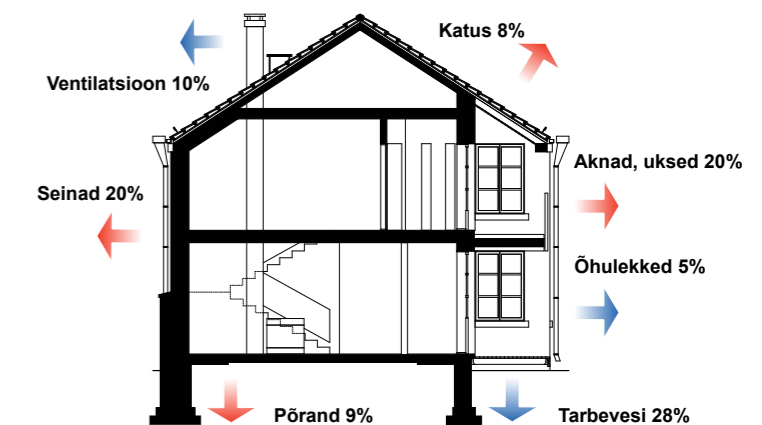 Katus 8%
Ventilatsioon 10%
Aknad, uksed 20%
Seinad 20%
Õhulekked 5%
Põrand 9%
Tarbevesi 28%